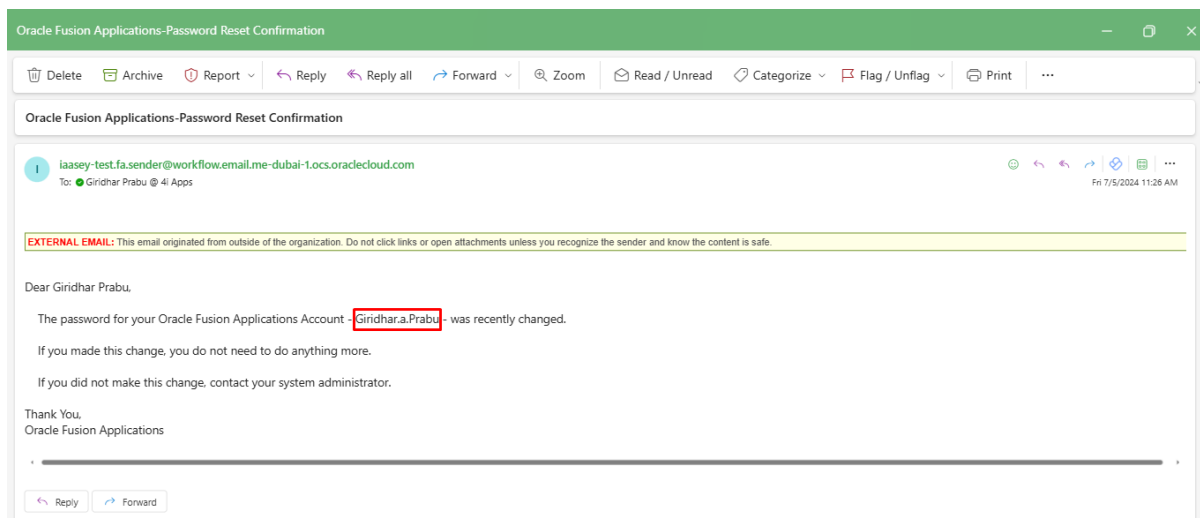 Oracle Fusion Applications-Password Reset Confirmation
Delete Archive Report Reply Reply all Forward Zoom Read / Unread Categorize Flag / Unflag Print ...
Oracle Fusion Applications-Password Reset Confirmation
I
iaasey-test.fa.sender@workflow.email.me-dubai-1.ocs.oraclecloud.com
To: Giridhar Prabu @ 4i Apps
Fri 7/5/2024 11:26 AM
EXTERNAL EMAIL: This email originated from outside of the organization. Do not click links or open attachments unless you recognize the sender and know the content is safe.
Dear Giridhar Prabu,
The password for your Oracle Fusion Applications Account - Giridhar.a.Prabu - was recently changed.
If you made this change, you do not need to do anything more.
If you did not make this change, contact your system administrator.
Thank You,
Oracle Fusion Applications
Reply Forward